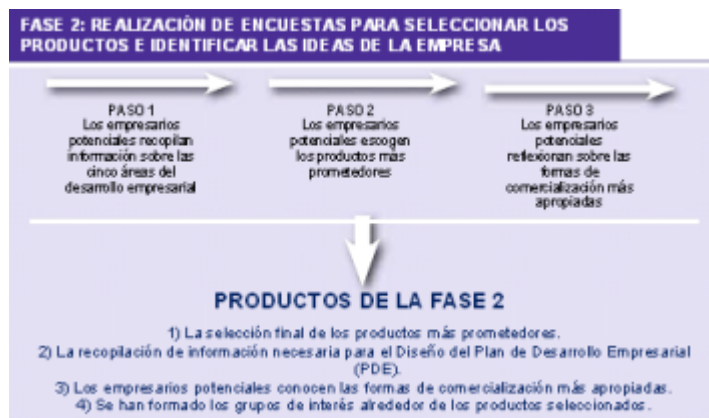 FASE 2: REALIZACIÒN DE ENCUESTAS PARA SELECCIONAR LOS
PRODUCTOS E IDENTIFICAR LAS IDEAS DE LA EMPRESA
PASO 1
Los empresarios
potenciales recopilan
información sobre las
cinco áreas del
desarrollo empresarial
PASO 2
Los empresarios
potenciales escogen
los productos más
prometedores
PASO 3
Los empresarios
potenciales
reflexionan sobre las
formas de
comercialización más
apropiadas
PRODUCTOS DE LA FASE 2
1) La selección final de los productos más prometedores.
2) La recopilación de información necesaria para el Diseño del Plan de Desarrollo Empresarial
(PDE).
3) Los empresarios potenciales conocen las formas de comercialización más apropiadas.
4) Se han formado los grupos de interés alrededor de los productos seleccionados.